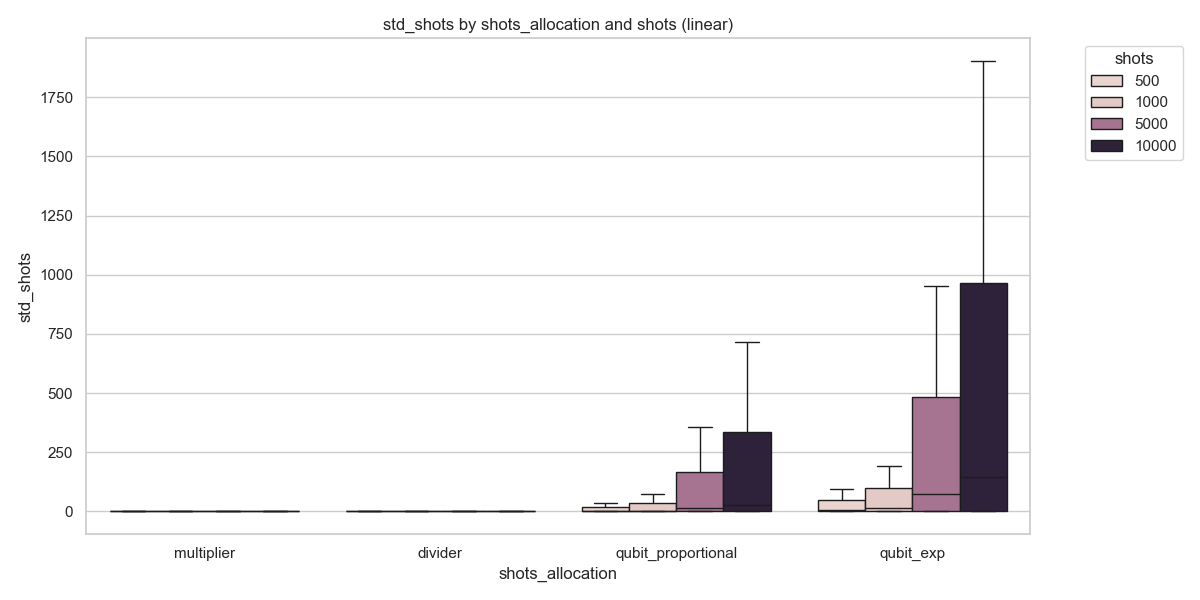 std_shots by shots_allocation and shots (linear)
shots
500
1000
5000
10000
1750
1500
1250
1000
750
500
250
0
std_shots
multiplier
divider
qubit_proportional
qubit_exp
shots_allocation